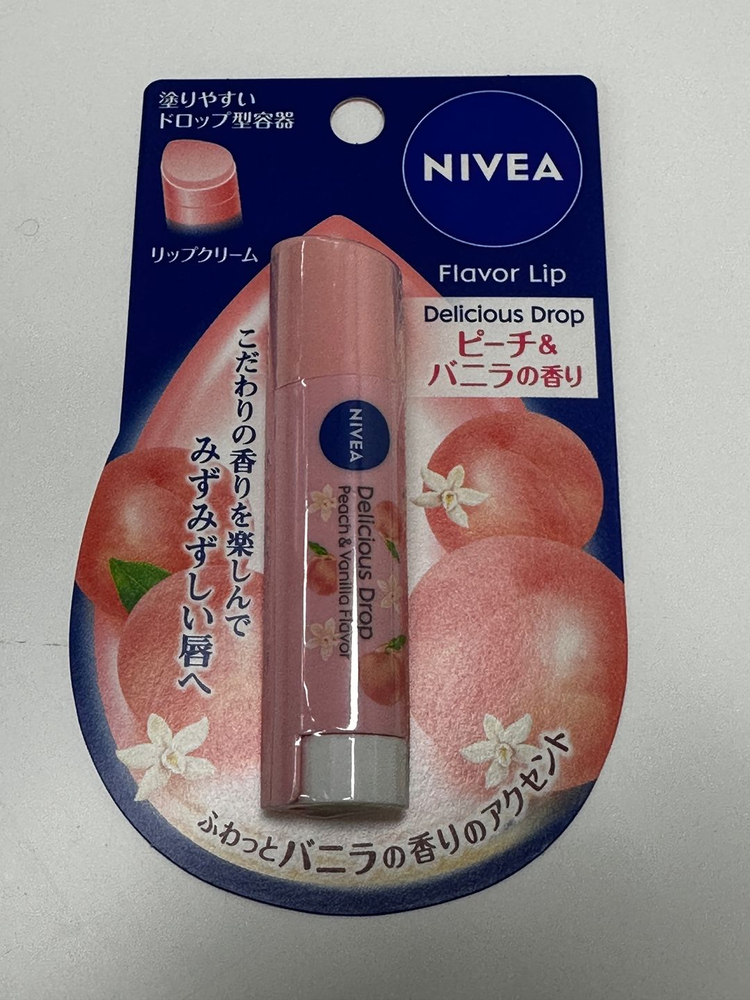 塗りやすい
ドロップ型容器
リップクリーム
NIVEA
Flavor Lip
Delicious Drop
ピーチ&
バニラの香り
こだわりの香りを楽しんで
みずみずしい唇へ
NIVEA
Delicious Drop
Peach & Vanilla Flavor
ふわっとバニラの香りのアクセント